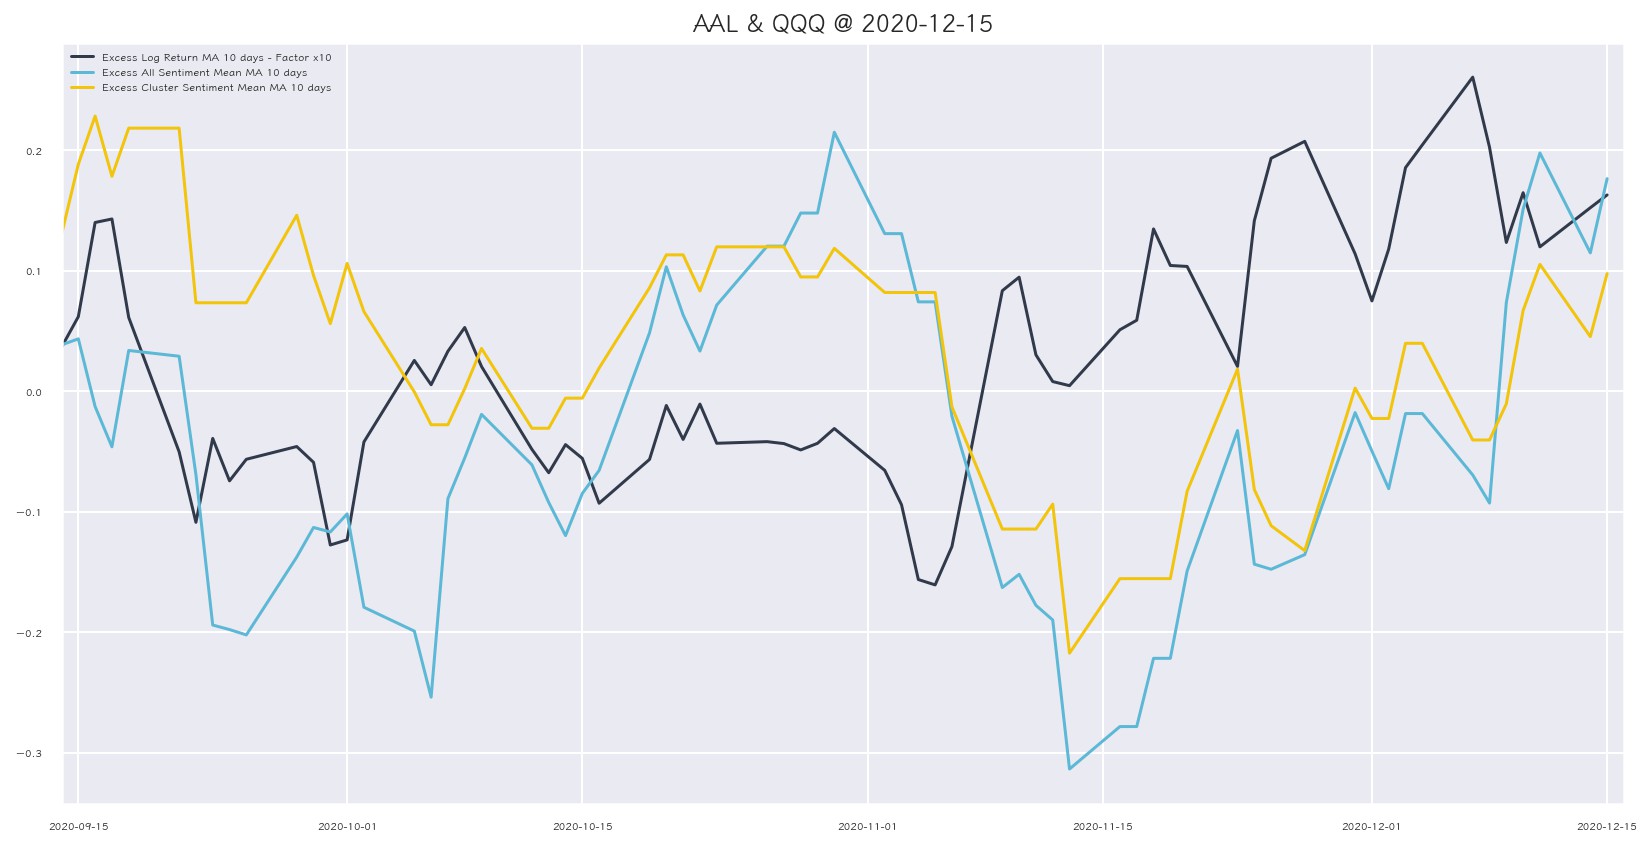 AAL & QQQ @ 2020-12-15
Excess Log Return MA 10 days - Factor x10
Excess All Sentiment Mean MA 10 days
Excess Cluster Sentiment Mean MA 10 days
0.2
0.1
0.0
−0.1
−0.2
−0.3
2020-09-15 2020-10-01 2020-10-15 2020-11-01 2020-11-15 2020-12-01 2020-12-15